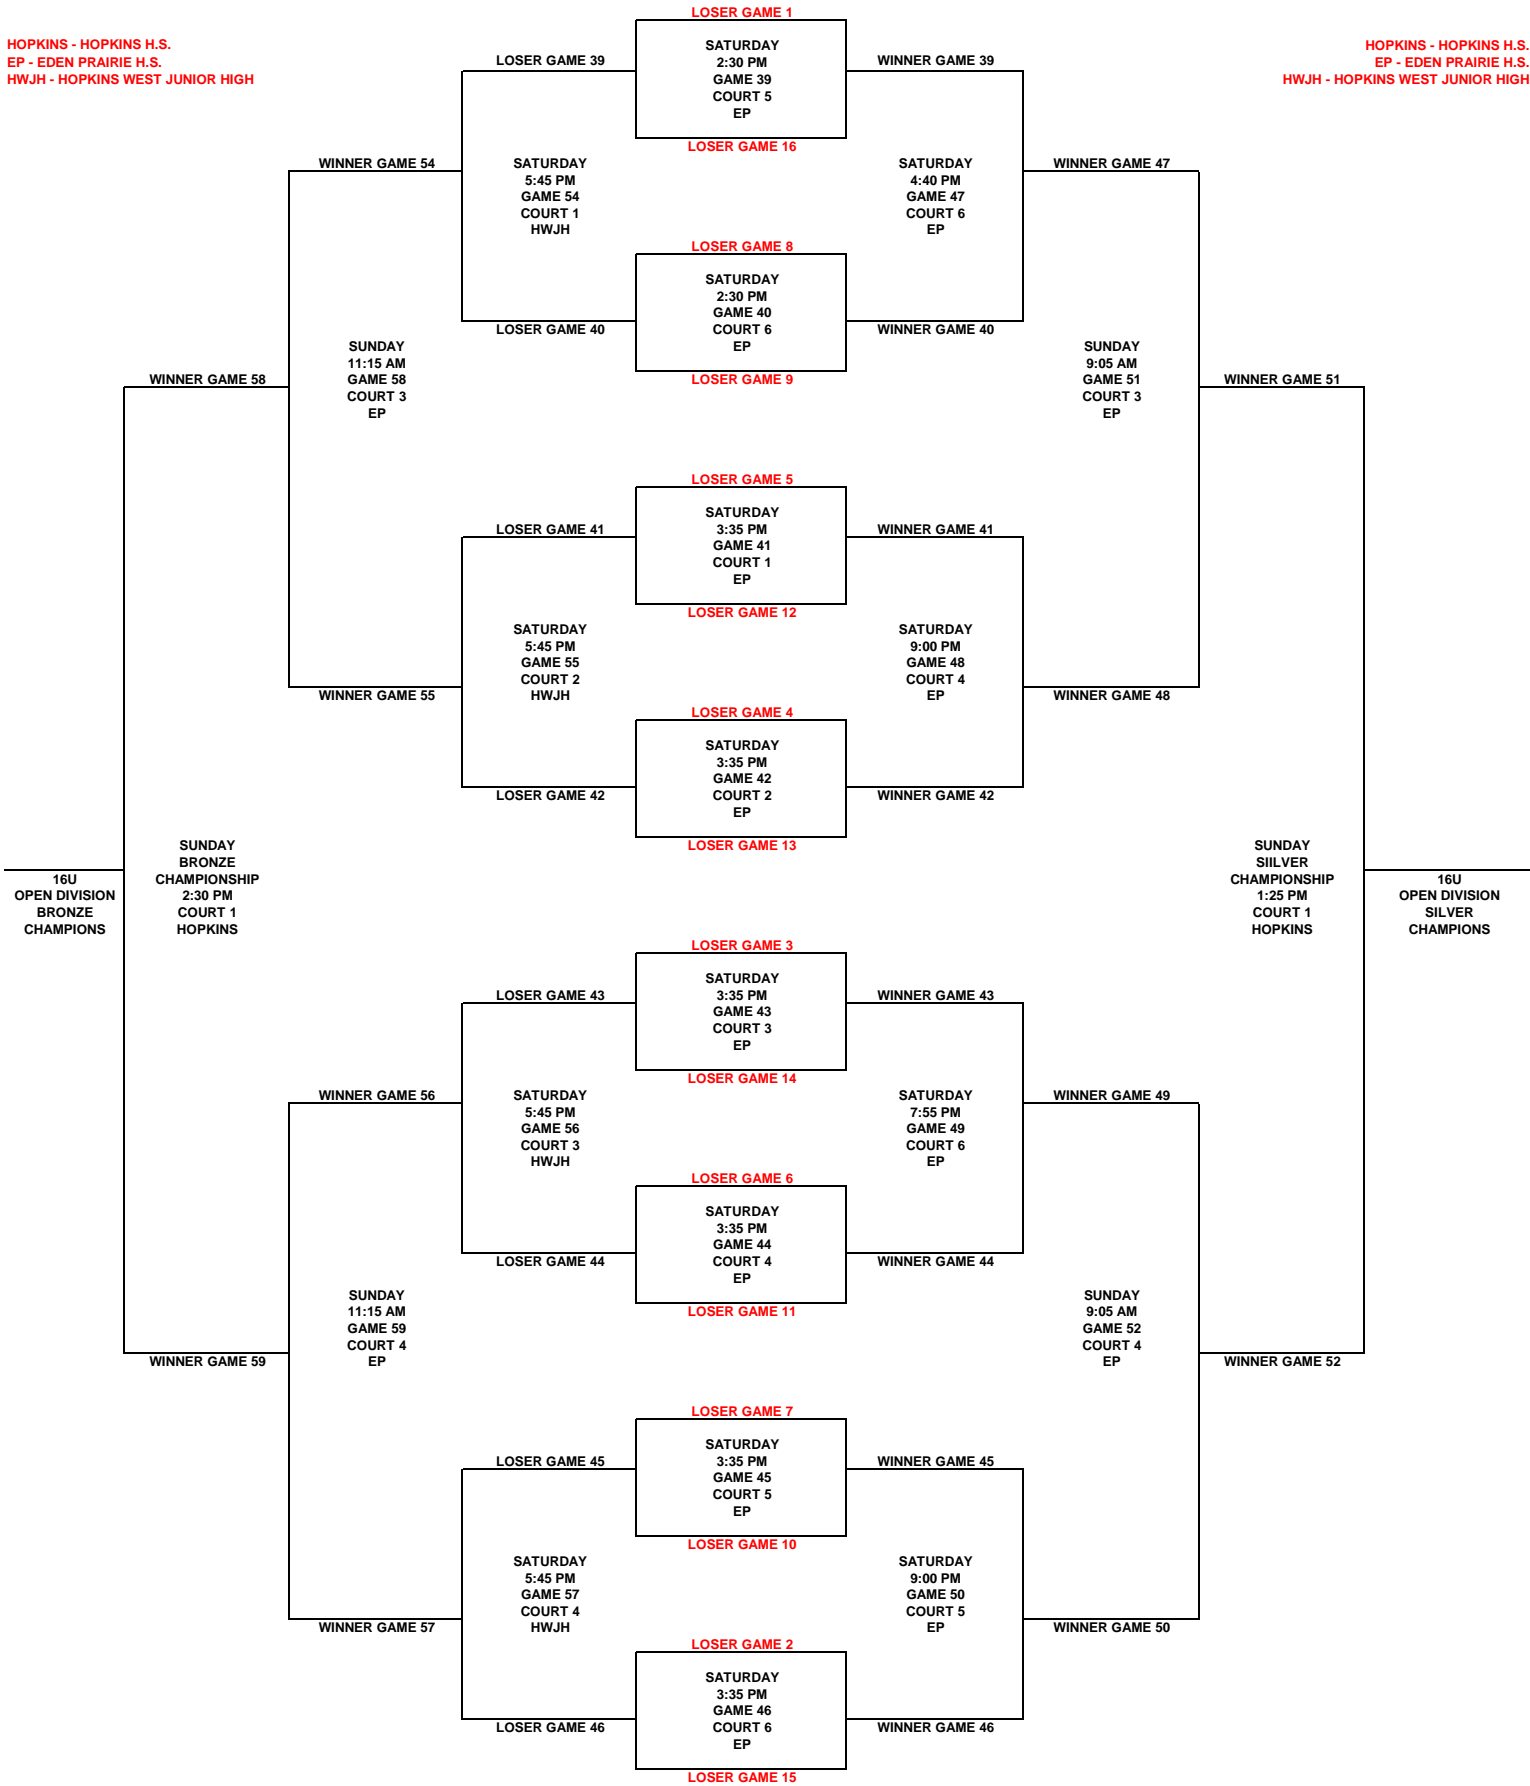 LOSER GAME 1
HOPKINS - HOPKINS H.S.
EP - EDEN PRAIRIE H.S.
HWJH - HOPKINS WEST JUNIOR HIGH
HOPKINS - HOPKINS H.S.
EP - EDEN PRAIRIE H.S.
HWJH - HOPKINS WEST JUNIOR HIGH
LOSER GAME 39
SATURDAY
2:30 PM
GAME 39
COURT 5
EP
WINNER GAME 39
LOSER GAME 16
WINNER GAME 54
SATURDAY
5:45 PM
GAME 54
COURT 1
HWJH
SATURDAY
4:40 PM
GAME 47
COURT 6
EP
WINNER GAME 47
LOSER GAME 8
SATURDAY
2:30 PM
GAME 40
COURT 6
EP
LOSER GAME 40
WINNER GAME 40
LOSER GAME 9
SUNDAY
11:15 AM
GAME 58
COURT 3
EP
SUNDAY
9:05 AM
GAME 51
COURT 3
EP
WINNER GAME 58
WINNER GAME 51
LOSER GAME 5
LOSER GAME 41
SATURDAY
3:35 PM
GAME 41
COURT 1
EP
WINNER GAME 41
LOSER GAME 12
SATURDAY
5:45 PM
GAME 55
COURT 2
HWJH
SATURDAY
9:00 PM
GAME 48
COURT 4
EP
WINNER GAME 55
WINNER GAME 48
LOSER GAME 4
SATURDAY
3:35 PM
GAME 42
COURT 2
EP
LOSER GAME 42
WINNER GAME 42
LOSER GAME 13
16U
OPEN DIVISION
BRONZE
CHAMPIONS
SUNDAY
BRONZE
CHAMPIONSHIP
2:30 PM
COURT 1
HOPKINS
SUNDAY
SIILVER
CHAMPIONSHIP
1:25 PM
COURT 1
HOPKINS
16U
OPEN DIVISION
SILVER
CHAMPIONS
LOSER GAME 3
LOSER GAME 43
SATURDAY
3:35 PM
GAME 43
COURT 3
EP
WINNER GAME 43
LOSER GAME 14
WINNER GAME 56
SATURDAY
5:45 PM
GAME 56
COURT 3
HWJH
SATURDAY
7:55 PM
GAME 49
COURT 6
EP
WINNER GAME 49
LOSER GAME 6
SATURDAY
3:35 PM
GAME 44
COURT 4
EP
LOSER GAME 44
WINNER GAME 44
LOSER GAME 11
SUNDAY
11:15 AM
GAME 59
COURT 4
EP
SUNDAY
9:05 AM
GAME 52
COURT 4
EP
WINNER GAME 59
WINNER GAME 52
LOSER GAME 7
LOSER GAME 45
SATURDAY
3:35 PM
GAME 45
COURT 5
EP
WINNER GAME 45
LOSER GAME 10
SATURDAY
5:45 PM
GAME 57
COURT 4
HWJH
SATURDAY
9:00 PM
GAME 50
COURT 5
EP
WINNER GAME 57
WINNER GAME 50
LOSER GAME 2
SATURDAY
3:35 PM
GAME 46
COURT 6
EP
LOSER GAME 46
WINNER GAME 46
LOSER GAME 15